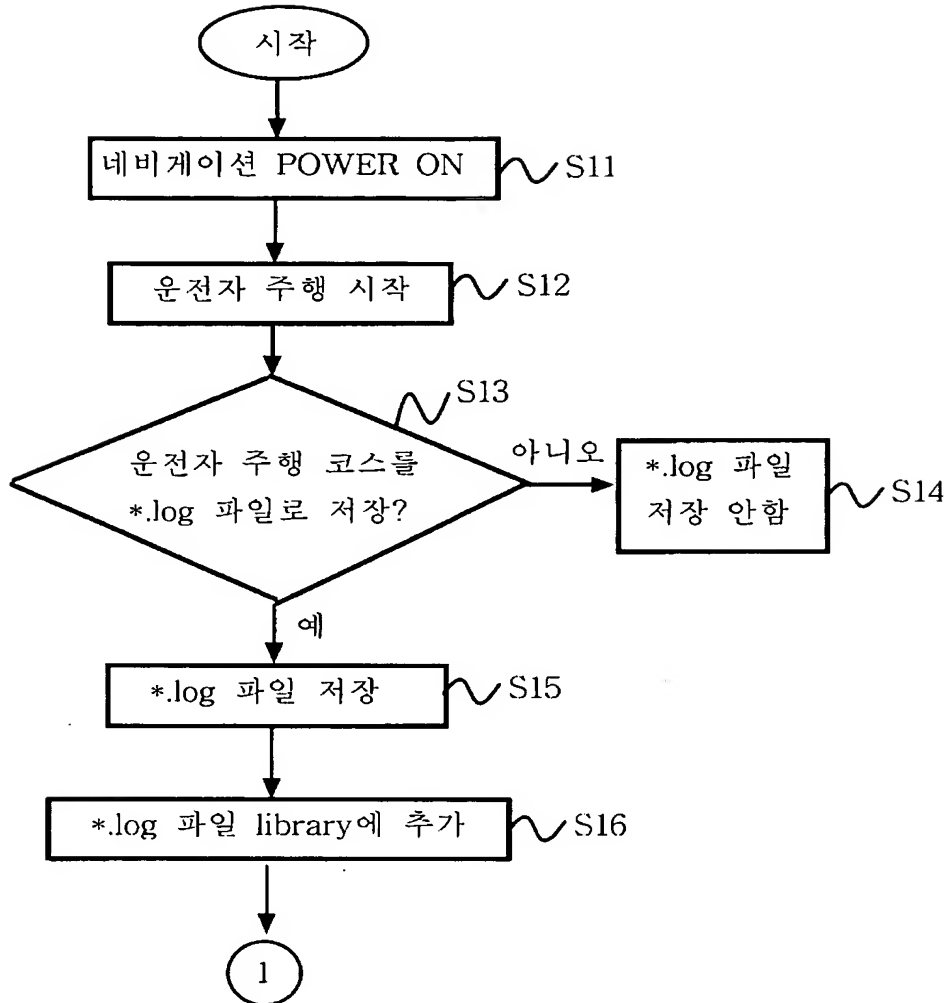 시작
네비게이션 POWER ON
S11
운전자 주행 시작
S12
S13
운전자 주행 코스를
*.log 파일로 저장?
아니오
*.log 파일
저장 안함
S14
예
*.log 파일 저장
S15
*.log 파일 library에 추가
S16
1